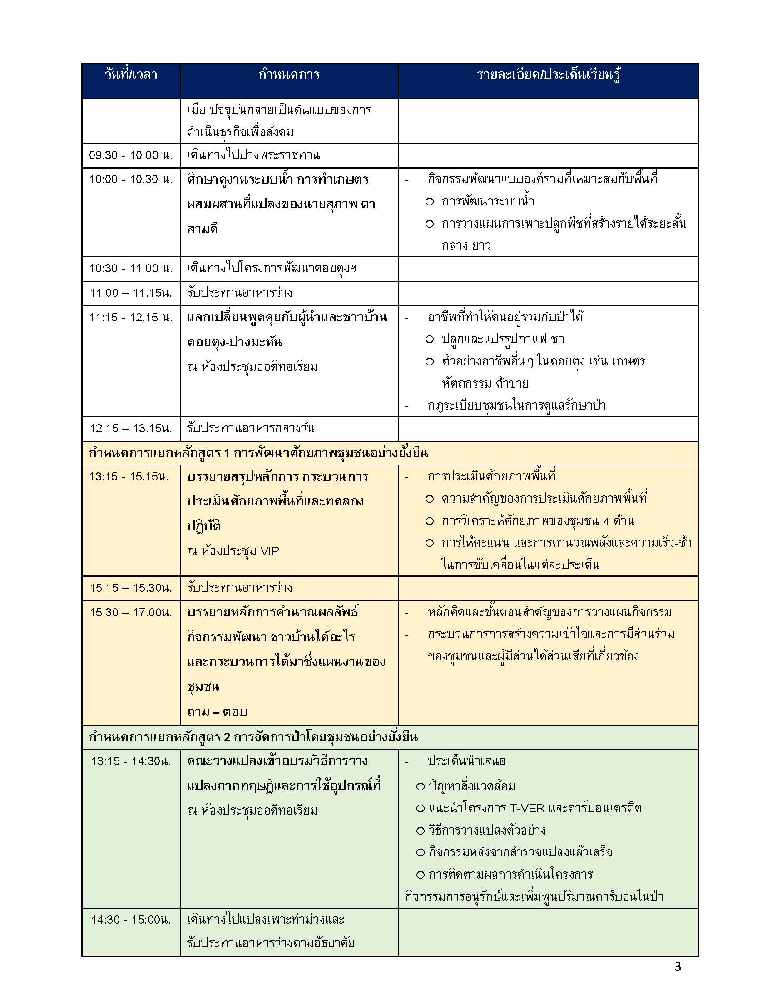 วันที่/เวลา กำหนดการ รายละเอียด/ประเด็นเรียนรู้
เมีย ปัจจุบันกลายเป็นต้นแบบของการ
ดำเนินธุรกิจเพื่อสังคม
09.30 - 10.00 น. เดินทางไปปางพระราชทาน
10:00 - 10.30 น. ศึกษาดูงานระบบน้ำ การทำเกษตร
ผสมผสานที่แปลงของนายสุภาพ ตา
สามดี
- กิจกรรมพัฒนาแบบองค์รวมที่เหมาะสมกับพื้นที่
o การพัฒนาระบบน้ำ
o การวางแผนการเพาะปลูกพืชที่สร้างรายได้ระยะสั้น
กลาง ยาว
10:30 - 11:00 น. เดินทางไปโครงการพัฒนาดอยตุงฯ
11.00 – 11.15น. รับประทานอาหารว่าง
11:15 - 12.15 น. แลกเปลี่ยนพูดคุยกับผู้นำและชาวบ้าน
ดอยตุง-ปางมะหัน
ณ ห้องประชุมออดิทอเรียม
- อาชีพที่ทำให้คนอยู่ร่วมกับป่าได้
o ปลูกและแปรรูปกาแฟ ชา
o ตัวอย่างอาชีพอื่นๆ ในดอยตุง เช่น เกษตร
หัตถกรรม ค้าขาย
- กฎระเบียบชุมชนในการดูแลรักษาป่า
12.15 – 13.15น. รับประทานอาหารกลางวัน
กำหนดการแยกหลักสูตร 1 การพัฒนาศักยภาพชุมชนอย่างยั่งยืน
13:15 - 15.15น. บรรยายสรุปหลักการ กระบวนการ
ประเมินศักยภาพพื้นที่และทดลอง
ปฏิบัติ
ณ ห้องประชุม VIP
- การประเมินศักยภาพพื้นที่
o ความสำคัญของการประเมินศักยภาพพื้นที่
o การวิเคราะห์ศักยภาพของชุมชน 4 ด้าน
o การให้คะแนน และการคำนวณพลังและความเร็ว-ช้า
ในการขับเคลื่อนในแต่ละประเด็น
15.15 – 15.30น. รับประทานอาหารว่าง
15.30 – 17.00น. บรรยายหลักการคำนวณผลลัพธ์
กิจกรรมพัฒนา ชาวบ้านได้อะไร
และกระบวนการได้มาซึ่งแผนงานของ
ชุมชน
ถาม – ตอบ
- หลักคิดและขั้นตอนสำคัญของการวางแผนกิจกรรม
- กระบวนการการสร้างความเข้าใจและการมีส่วนร่วม
ของชุมชนและผู้มีส่วนได้ส่วนเสียที่เกี่ยวข้อง
กำหนดการแยกหลักสูตร 2 การจัดการป่าโดยชุมชนอย่างยั่งยืน
13:15 - 14:30น. คณะวางแปลงเข้าอบรมวิธีการวาง
แปลงภาคทฤษฎีและการใช้อุปกรณ์ที่
ณ ห้องประชุมออดิทอเรียม
- ประเด็นนำเสนอ
o ปัญหาสิ่งแวดล้อม
o แนะนำโครงการ T-VER และคาร์บอนเครดิต
o วิธีการวางแปลงตัวอย่าง
o กิจกรรมหลังจากสำรวจแปลงแล้วเสร็จ
o การติดตามผลการดำเนินโครงการ
กิจกรรมการอนุรักษ์และเพิ่มพูนปริมาณคาร์บอนในป่า
14:30 - 15:00น. เดินทางไปแปลงเพาะท่าม่วงและ
รับประทานอาหารว่างตามอัธยาศัย
3